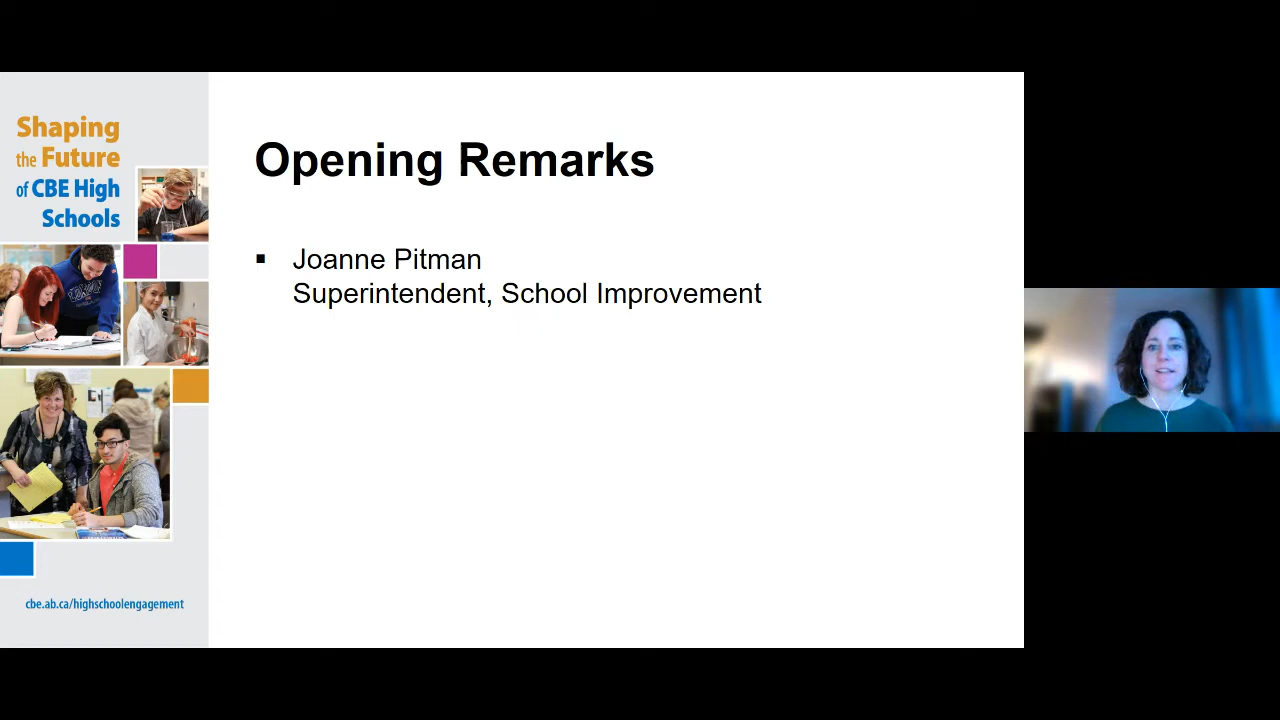 Shaping
the Future
of CBE High
Schools
Opening Remarks
▪ Joanne Pitman
Superintendent, School Improvement
cbe.ab.ca/highschoolengagement